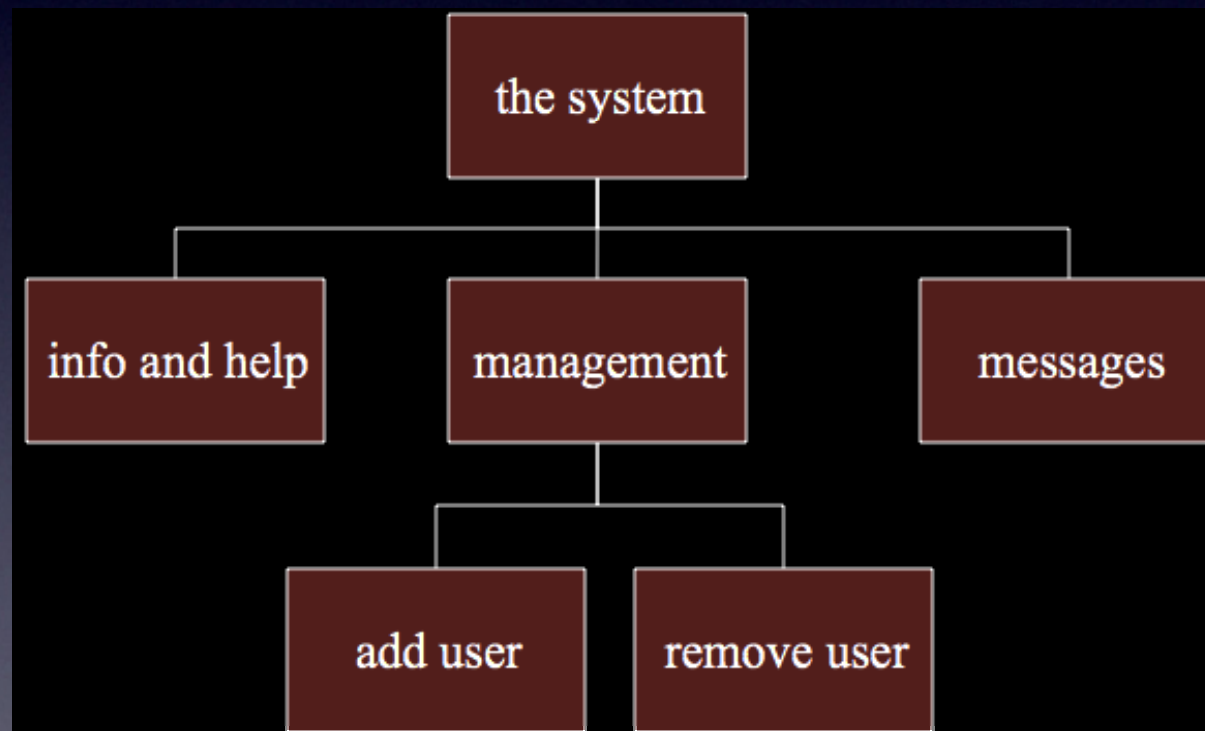 the system
info and help
management
messages
add user
remove user